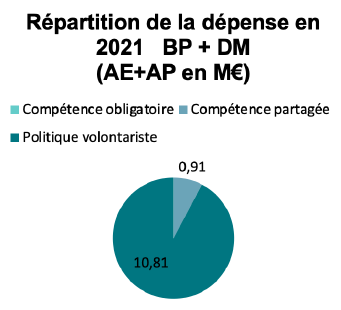 Répartition de la dépense en
2021 BP + DM
(AE+AP en M€)
Compétence obligatoire Compétence partagée
Politique volontariste
0,91
10,81